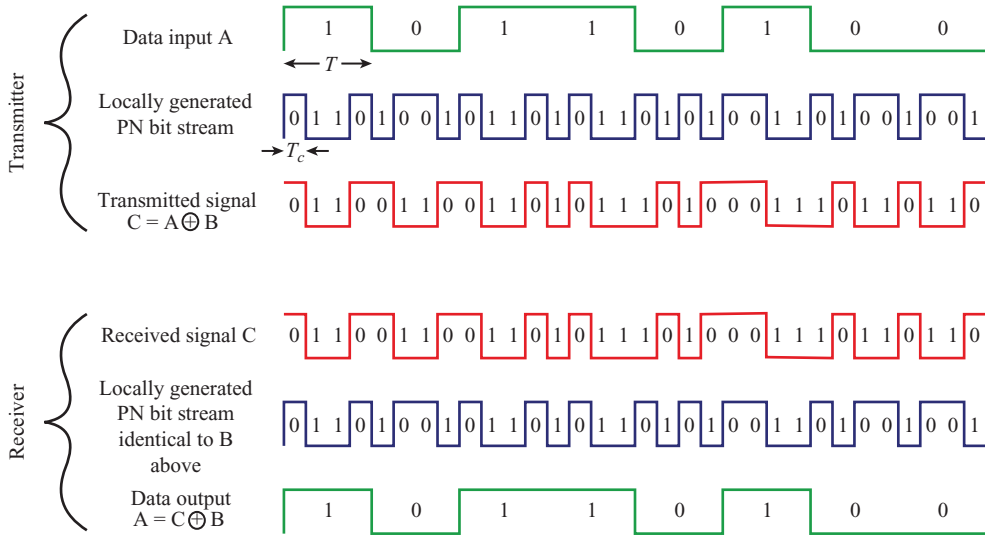 Transmitter
Data input A
1 0 1 1 0 1 0 0
T
Locally generated
PN bit stream
0 1 1 0 1 0 0 1 0 1 1 0 1 0 1 1 0 1 0 1 0 0 1 1 0 1 0 0 1 0 0 1
Tc
Transmitted signal
C = A ⊕ B
0 1 1 0 0 1 1 0 0 1 1 0 1 0 1 1 1 0 1 0 0 0 1 1 1 0 1 1 0 1 1 0
Receiver
Received signal C
0 1 1 0 0 1 1 0 0 1 1 0 1 0 1 1 1 0 1 0 0 0 1 1 1 0 1 1 0 1 1 0
Locally generated
PN bit stream
identical to B
above
0 1 1 0 1 0 0 1 0 1 1 0 1 0 1 1 0 1 0 1 0 0 1 1 0 1 0 0 1 0 0 1
Data output
A = C ⊕ B
1 0 1 1 0 1 0 0